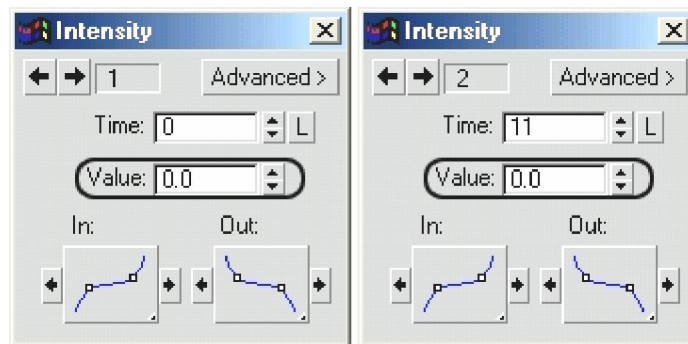 Intensity
1 Advanced >
Time: 0 L
Value: 0.0
In: Out:
Intensity
2 Advanced >
Time: 11 L
Value: 0.0
In: Out: